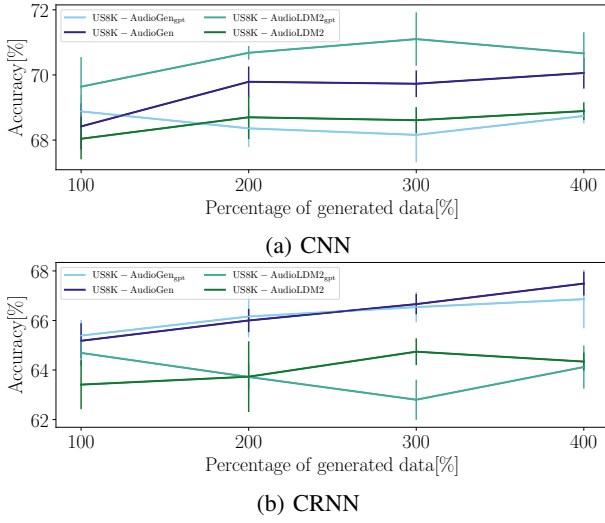 72
70
68
Accuracy[%]
US8K − AudioGen_gpt US8K − AudioLDM2_gpt
US8K − AudioGen US8K − AudioLDM2
100 200 300 400
Percentage of generated data[%]
(a) CNN
68
66
64
62
Accuracy[%]
US8K − AudioGen_gpt US8K − AudioLDM2_gpt
US8K − AudioGen US8K − AudioLDM2
100 200 300 400
Percentage of generated data[%]
(b) CRNN